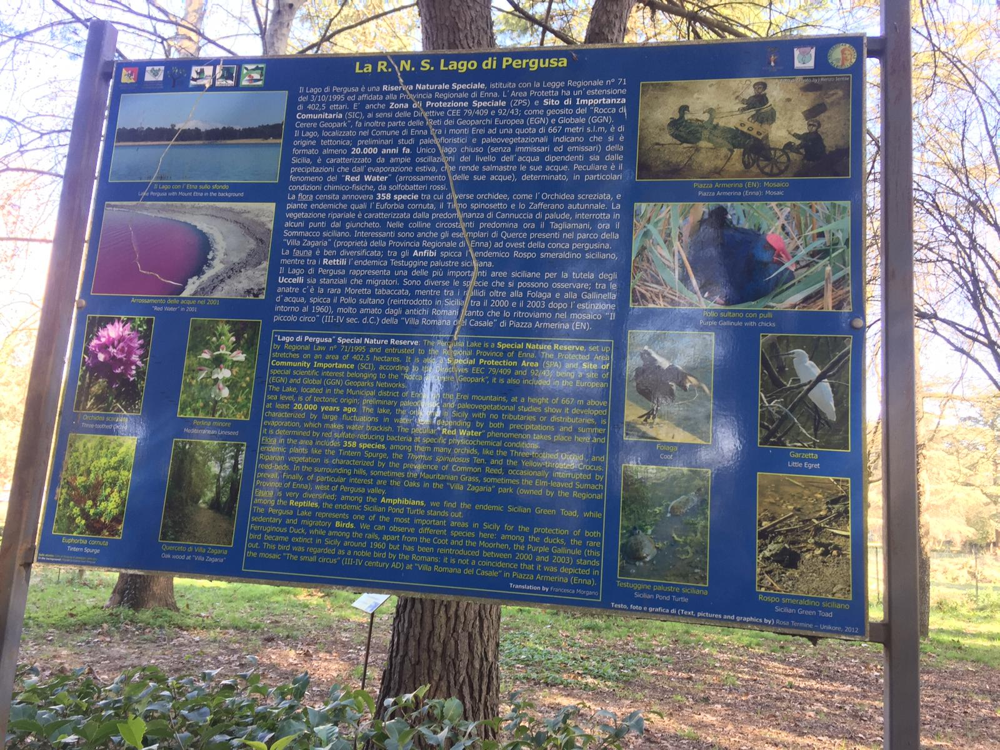 La R. N. S. Lago di Pergusa
Il Lago di Pergusa è una Riserva Naturale Speciale, istituita con la Legge Regionale n° 71
del 3/10/1995 ed affidata alla Provincia Regionale di Enna. L'Area Protetta ha un'estensione
di 402,5 ettari. E' anche Zona di Protezione Speciale (ZPS) e Sito di Importanza
Comunitaria (SIC), ai sensi delle Direttive CEE 79/409 e 92/43; come geosito del "Rocca di
Cerere Geopark", fa inoltre parte delle Reti dei Geoparchi Europea (EGN) e Globale (GGN).
Il Lago, localizzato nel Comune di Enna tra i monti Erei ad una quota di 667 metri s.l.m, è di
origine tettonica; preliminari studi paleofloristici e paleovegetazionali indicano che si è
formato almeno 20.000 anni fa. Unico lago chiuso (senza immissari ed emissari) della
Sicilia, è caratterizzato da ampie oscillazioni del livello dell'acqua dipendenti sia dalle
precipitazioni che dall'evaporazione estiva, che rende salmastre le sue acque. Peculiare è il
fenomeno del "Red Water" (arrossamento delle sue acque), determinato, in particolari
condizioni chimico-fisiche, da solfobatteri rossi.
La flora censita annovera 358 specie tra cui diverse orchidee, come l'Orchidea screziata, e
piante endemiche quali l'Euforbia cornuta, il Timo spinosetto e lo Zafferano autunnale. La
vegetazione ripariale è caratterizzata dalla predominanza di Cannuccia di palude, interrotta in
alcuni punti dal giuncheto. Nelle colline circostanti predomina ora il Tagliamani, ora il
Sommacco siciliano. Interessanti sono anche gli esemplari di Querce presenti nel parco della
"Villa Zagaria" (proprietà della Provincia Regionale di Enna) ad ovest della conca pergusina.
La fauna è ben diversificata; tra gli Anfibi spicca l'endemico Rospo smeraldino siciliano,
mentre tra i Rettili l'endemica Testuggine palustre siciliana.
Il Lago di Pergusa rappresenta una delle più importanti aree siciliane per la tutela degli
Uccelli sia stanziali che migratori. Sono diverse le specie che si possono osservare; tra le
anatre c'è la rara Moretta tabaccata, mentre tra i rallidi oltre alla Folaga e alla Gallinella
d'acqua, spicca il Pollo sultano (reintrodotto in Sicilia tra il 2000 e il 2003 dopo l'estinzione
intorno al 1960), molto amato dagli antichi Romani tanto che lo ritroviamo nel mosaico "Il
piccolo circo" (III-IV sec. d.C.) della "Villa Romana del Casale" di Piazza Armerina (EN).
"Lago di Pergusa" Special Nature Reserve: The Pergusa Lake is a Special Nature Reserve, set up
by Regional Law n° 71/1995 and entrusted to the Regional Province of Enna. The Protected Area
stretches on an area of 402.5 hectares. It is also a Special Protection Area (SPA) and Site of
Community Importance (SCI), according to the Directives EEC 79/409 and 92/43; being a site of
special scientific interest belonging to the "Rocca di Cerere Geopark", it is also included in the European
(EGN) and Global (GGN) Geoparks Networks.
The Lake, located in the Municipal district of Enna, on the Erei mountains, at a height of 667 m above
sea level, is of tectonic origin; preliminary and paleovegetational studies show it developed
at least 20,000 years ago. The lake, the only one in Sicily with no tributaries or distributaries, is
characterized by large fluctuations in water level depending by both precipitations and summer
evaporation, which makes water brackish. The peculiar "Red Water" phenomenon takes place here and
it is determined by red sulfate-reducing bacteria at specific physicochemical conditions.
Flora in the area includes 358 species, among them many orchids, like the Three-toothed Orchid, and
endemic plants like the Tintern Spurge, the Thymus spinulosus Ten. and the Yellow-throated Crocus.
Riparian vegetation is characterized by the prevalence of Common Reed, occasionally interrupted by
reed-beds. In the surrounding hills, sometimes the Mauritanian Grass, sometimes the Elm-leaved Sumach
prevail. Finally, of particular interest are the Oaks in the "Villa Zagaria" park (owned by the Regional
Province of Enna), west of Pergusa valley.
Fauna is very diversified; among the Amphibians, we find the endemic Sicilian Green Toad, while
among the Reptiles, the endemic Sicilian Pond Turtle stands out.
The Pergusa Lake represents one of the most important areas in Sicily for the protection of both
sedentary and migratory Birds. We can observe different species here: among the ducks, the rare
Ferruginous Duck, while among the rails, apart from the Coot and the Moorhen, the Purple Gallinule (this
bird became extinct in Sicily around 1960 but has been reintroduced between 2000 and 2003) stands
out. This bird was regarded as a noble bird by the Romans: it is not a coincidence that it was depicted in
the mosaic "The small circus" (III-IV century AD) at "Villa Romana del Casale" in Piazza Armerina (Enna).
Translation by Francesca Morgano
Il Lago con l'Etna sullo sfondo
Lake Pergusa with Mount Etna in the background
Arrossamento delle acque nel 2001
"Red Water" in 2001
Orchidea screziata
Three-toothed Orchid
Perlina minore
Mediterranean Lineseed
Euphorbia cornuta
Tintern Spurge
Querceto di Villa Zagaria
Oak wood at "Villa Zagaria"
Foto di (Photo by) Renzo Ientile
Piazza Armerina (EN): Mosaico
Piazza Armerina (Enna): Mosaic
Pollo sultano con pulli
Purple Gallinule with chicks
Folaga
Coot
Garzetta
Little Egret
Testuggine palustre siciliana
Sicilian Pond Turtle
Rospo smeraldino siciliano
Sicilian Green Toad
Testo, foto e grafica di (Text, pictures and graphics by) Rosa Termine – Unikore, 2012